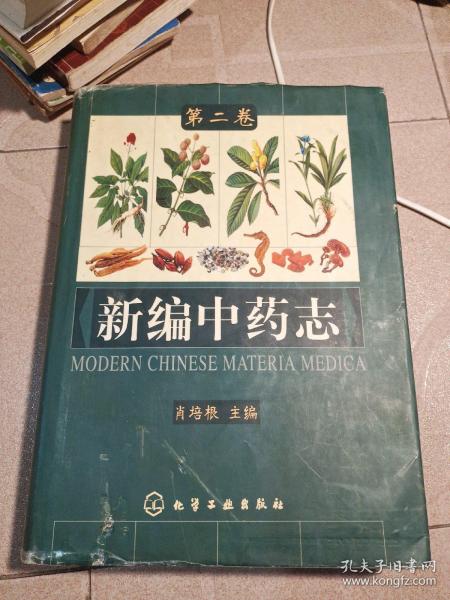 第二卷
新编中药志
MODERN CHINESE MATERIA MEDICA
肖培根 主编
化学工业出版社
孔夫子旧书网
www.kongfz.com